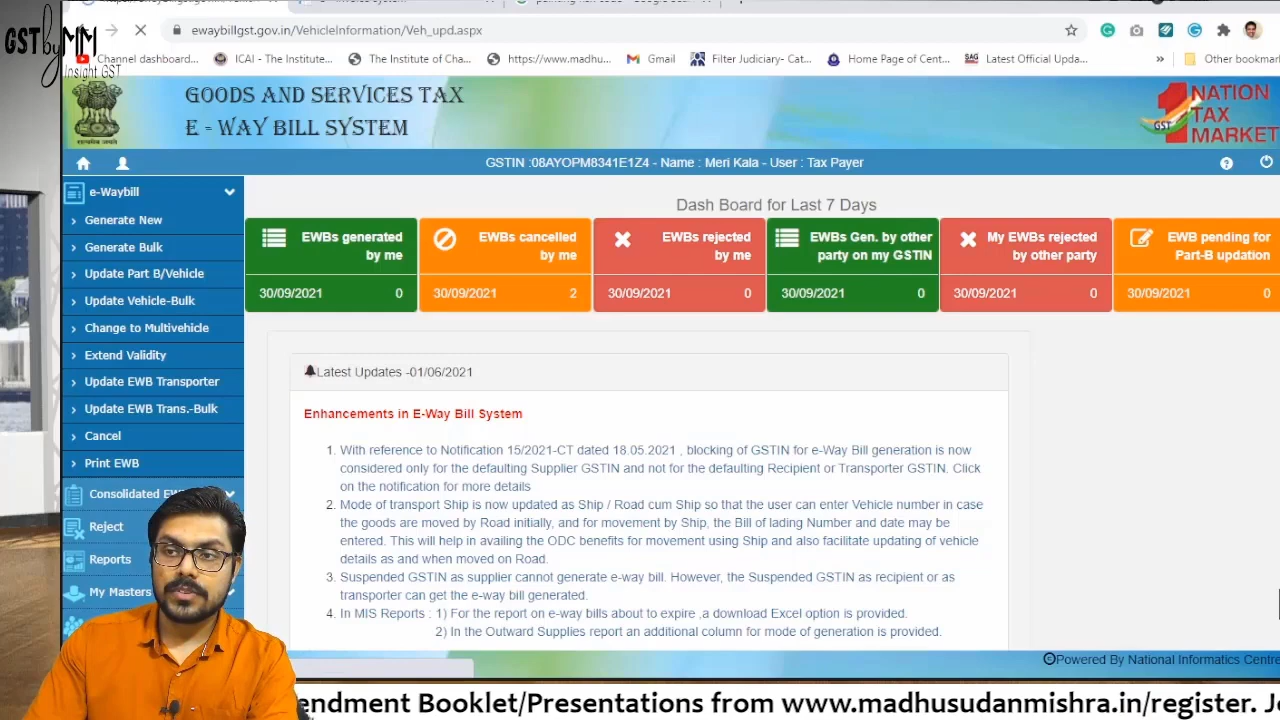 GSTbyMM
Insight GST
ewaybillgst.gov.in/VehicleInformation/Veh_upd.aspx
Channel dashboard...
ICAI - The Institute...
The Institute of Cha...
https://www.madhu...
Gmail
Filter Judiciary- Cat...
Home Page of Cent...
SAG
Latest Official Upda...
»
Other bookmar
GOODS AND SERVICES TAX
E - WAY BILL SYSTEM
1 NATION
TAX
MARKET
GST
GSTIN :08AYOPM8341E1Z4 - Name : Meri Kala - User : Tax Payer
e-Waybill
Generate New
Generate Bulk
Update Part B/Vehicle
Update Vehicle-Bulk
Change to Multivehicle
Extend Validity
Update EWB Transporter
Update EWB Trans.-Bulk
Cancel
Print EWB
Consolidated EW
Reject
Reports
My Masters
Dash Board for Last 7 Days
EWBs generated
by me
30/09/2021 0
EWBs cancelled
by me
30/09/2021 2
EWBs rejected
by me
30/09/2021 0
EWBs Gen. by other
party on my GSTIN
30/09/2021 0
My EWBs rejected
by other party
30/09/2021 0
EWB pending for
Part-B updation
30/09/2021 0
Latest Updates -01/06/2021
Enhancements in E-Way Bill System
1. With reference to Notification 15/2021-CT dated 18.05.2021 , blocking of GSTIN for e-Way Bill generation is now
considered only for the defaulting Supplier GSTIN and not for the defaulting Recipient or Transporter GSTIN. Click
on the notification for more details
2. Mode of transport Ship is now updated as Ship / Road cum Ship so that the user can enter Vehicle number in case
the goods are moved by Road initially, and for movement by Ship, the Bill of lading Number and date may be
entered. This will help in availing the ODC benefits for movement using Ship and also facilitate updating of vehicle
details as and when moved on Road.
3. Suspended GSTIN as supplier cannot generate e-way bill. However, the Suspended GSTIN as recipient or as
transporter can get the e-way bill generated.
4. In MIS Reports : 1) For the report on e-way bills about to expire ,a download Excel option is provided.
2) In the Outward Supplies report an additional column for mode of generation is provided.
©Powered By National Informatics Centre
endment Booklet/Presentations from www.madhusudanmishra.in/register. J